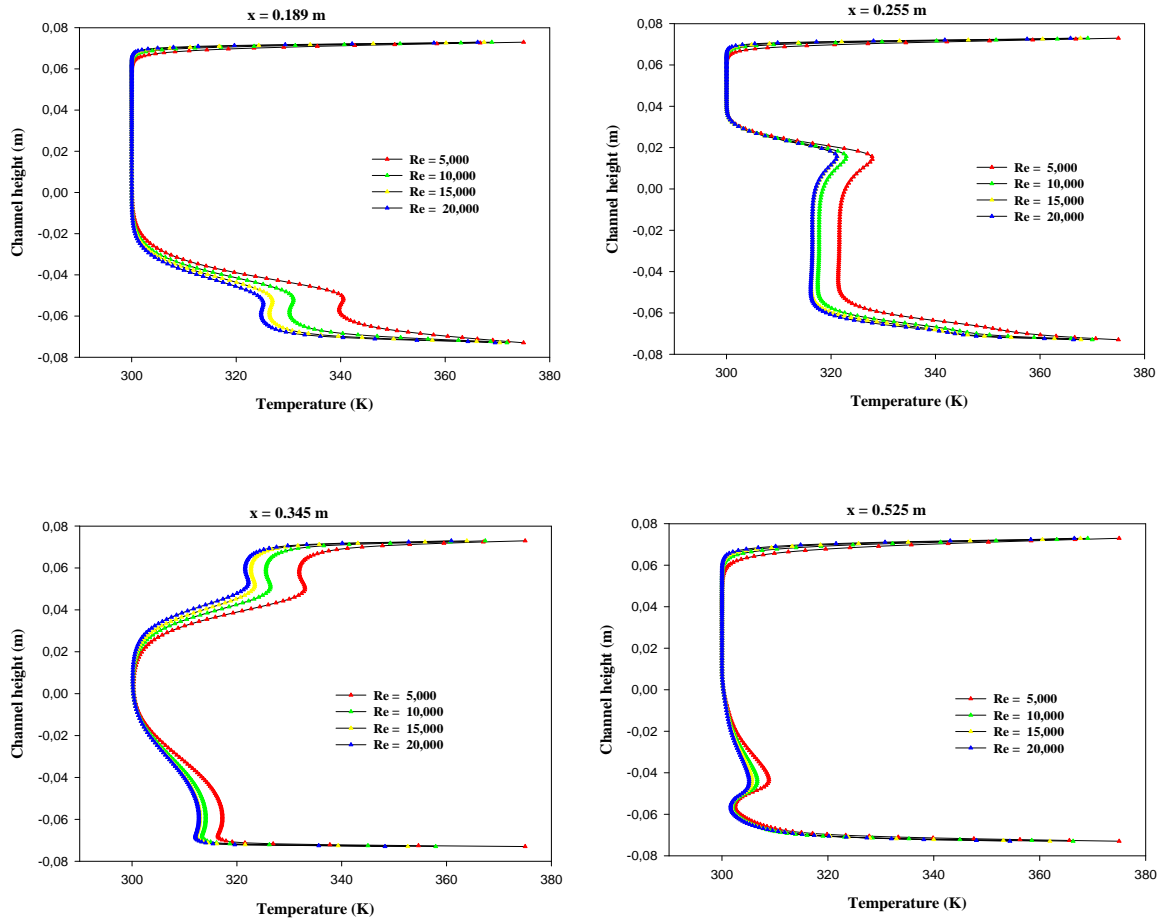 x = 0.189 m
0,08
0,06
0,04
0,02
0,00
-0,02
-0,04
-0,06
-0,08
Channel height (m)
Re = 5,000
Re = 10,000
Re = 15,000
Re = 20,000
300
320
340
360
380
Temperature (K)
x = 0.255 m
0,08
0,06
0,04
0,02
0,00
-0,02
-0,04
-0,06
-0,08
Channel height (m)
Re = 5,000
Re = 10,000
Re = 15,000
Re = 20,000
300
320
340
360
380
Temperature (K)
x = 0.345 m
0,08
0,06
0,04
0,02
0,00
-0,02
-0,04
-0,06
-0,08
Channel height (m)
Re = 5,000
Re = 10,000
Re = 15,000
Re = 20,000
300
320
340
360
380
Temperature (K)
x = 0.525 m
0,08
0,06
0,04
0,02
0,00
-0,02
-0,04
-0,06
-0,08
Channel height (m)
Re = 5,000
Re = 10,000
Re = 15,000
Re = 20,000
300
320
340
360
380
Temperature (K)